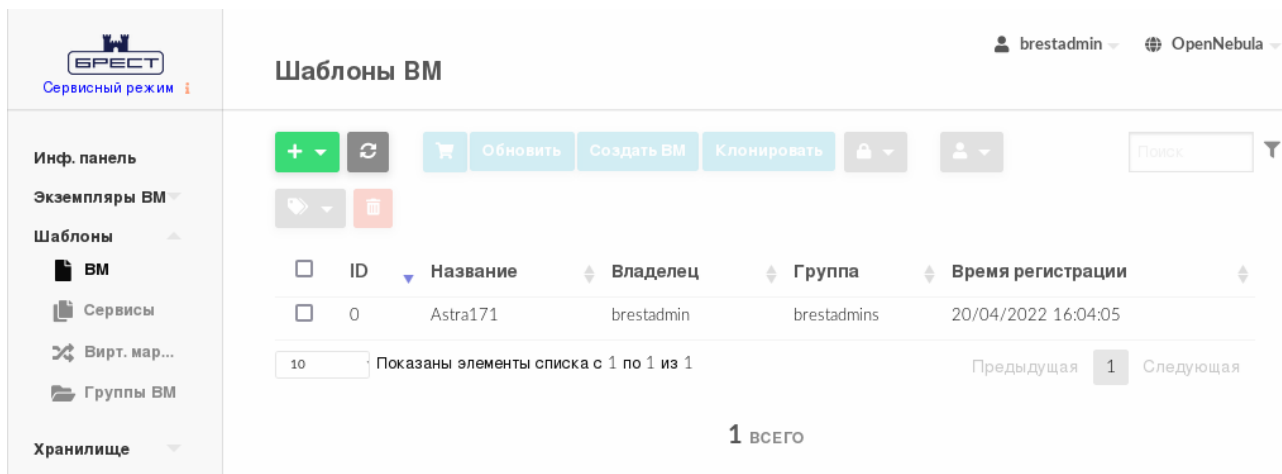 БРЕСТ
Сервисный режим i
brestadmin OpenNebula
Шаблоны ВМ
Инф. панель
Экземпляры ВМ
Шаблоны
ВМ
Сервисы
Вирт. мар...
Группы ВМ
Хранилище
Обновить Создать ВМ Клонировать Поиск
ID Название Владелец Группа Время регистрации
0 Astra171 brestadmin brestadmins 20/04/2022 16:04:05
10 Показаны элементы списка с 1 по 1 из 1 Предыдущая 1 Следующая
1 ВСЕГО